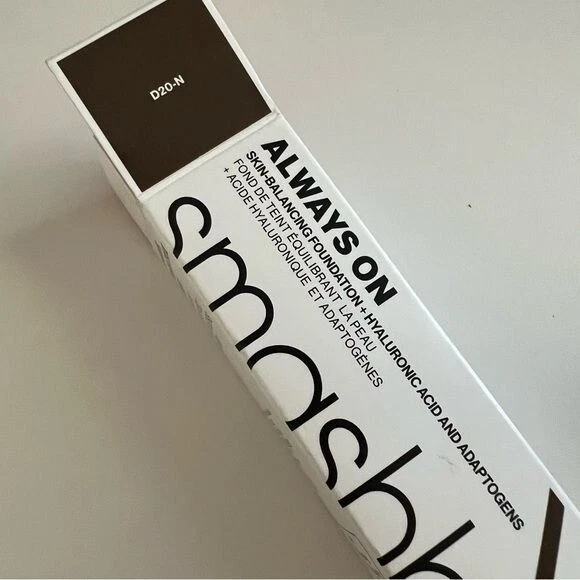 D20-N
ALWAYS ON
SKIN-BALANCING FOUNDATION + HYALURONIC ACID AND ADAPTOGENS
FOND DE TEINT ÉQUILIBRANT LA PEAU
+ ACIDE HYALURONIQUE ET ADAPTOGÈNES
smashb